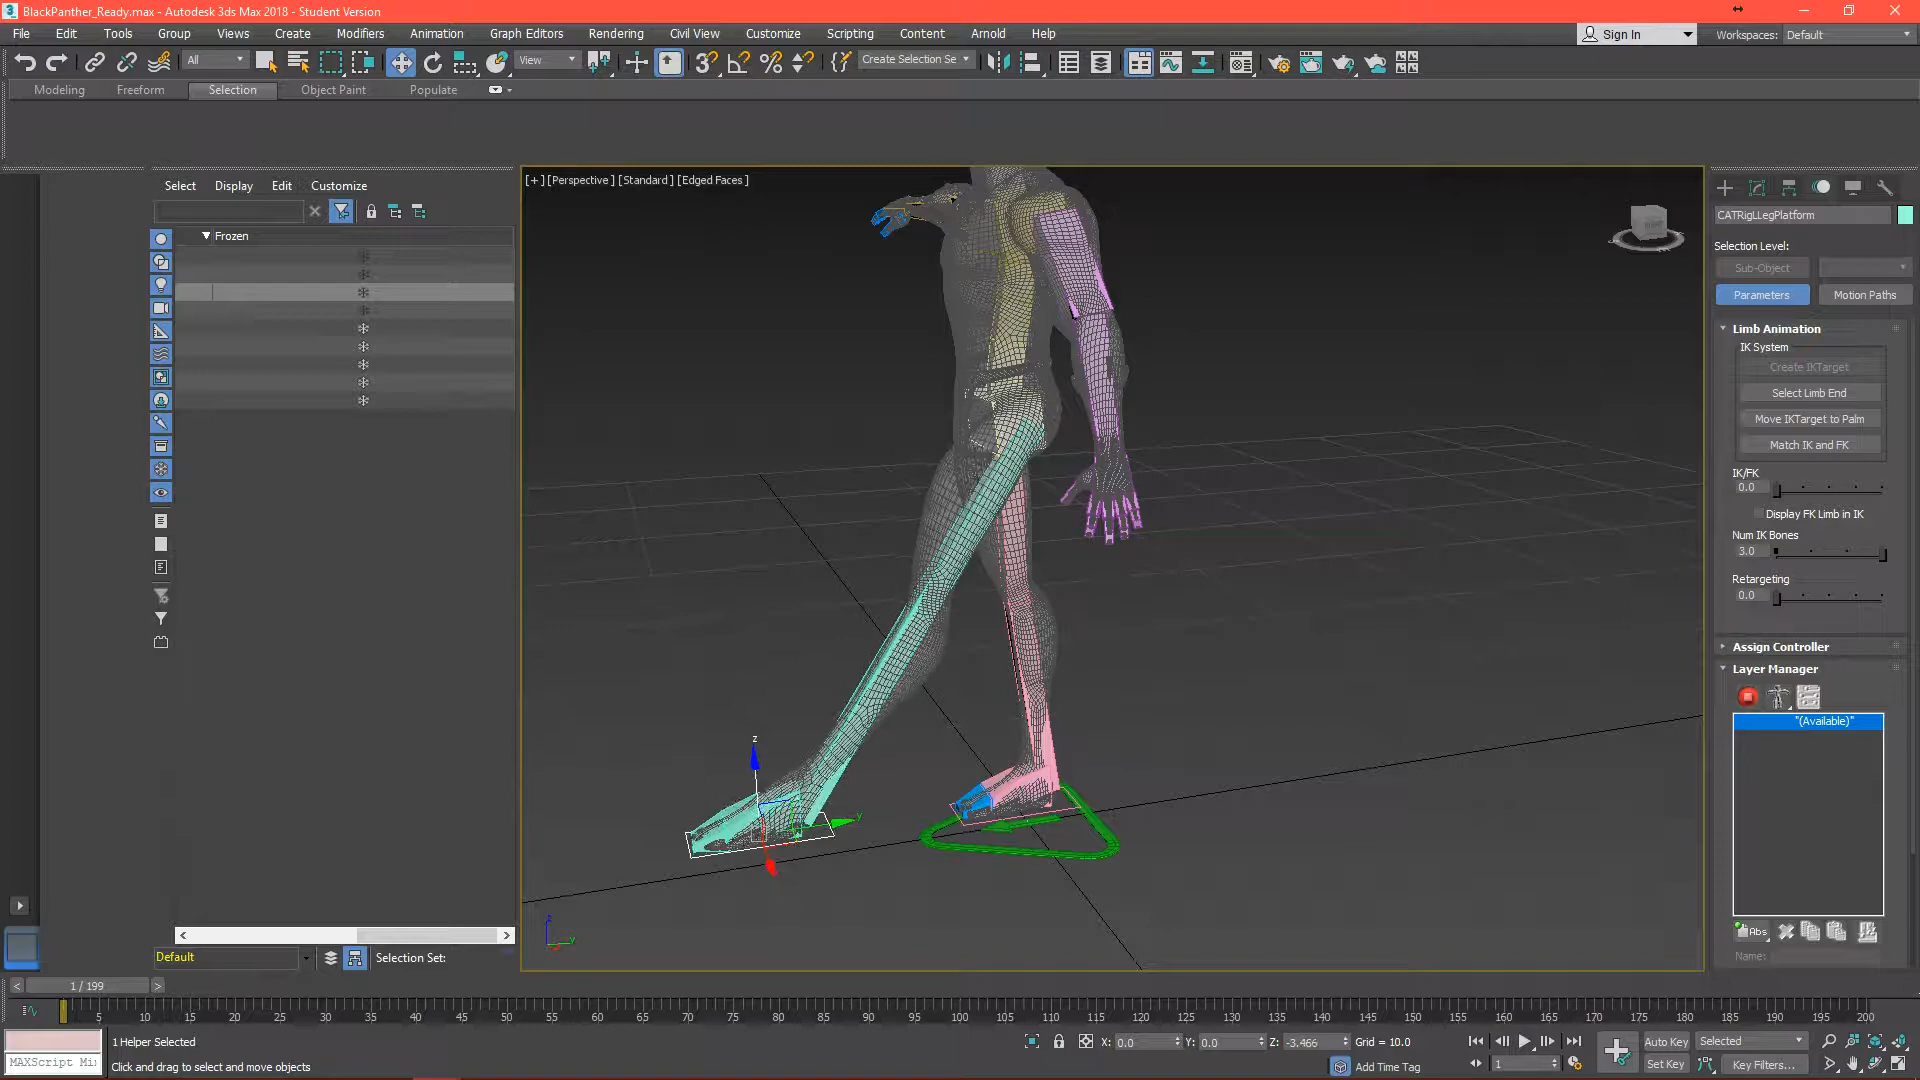 BlackPanther_Ready.max - Autodesk 3ds Max 2018 - Student Version
File Edit Tools Group Views Create Modifiers Animation Graph Editors Rendering Civil View Customize Scripting Content Arnold Help
Sign In
Workspaces: Default
All
View
Create Selection Se
Modeling Freeform Selection Object Paint Populate
Select Display Edit Customize
Frozen
[+] [Perspective] [Standard] [Edged Faces]
CATRigLLegPlatform
Selection Level:
Sub-Object
Parameters Motion Paths
Limb Animation
IK System
Create IKTarget
Select Limb End
Move IKTarget to Palm
Match IK and FK
IK/FK
0.0
Display FK Limb in IK
Num IK Bones
3.0
Retargeting
0.0
Assign Controller
Layer Manager
"(Available)"
Abs
Name:
z
y
Default
Selection Set:
1 / 199
5 10 15 20 25 30 35 40 45 50 55 60 65 70 75 80 85 90 95 100 105 110 115 120 125 130 135 140 145 150 155 160 165 170 175 180 185 190 195 200
1 Helper Selected
X: 0.0 Y: 0.0 Z: -3.466 Grid = 10.0
Auto Key Selected
MAXScript Mi
Click and drag to select and move objects
Add Time Tag
1
Set Key Key Filters...